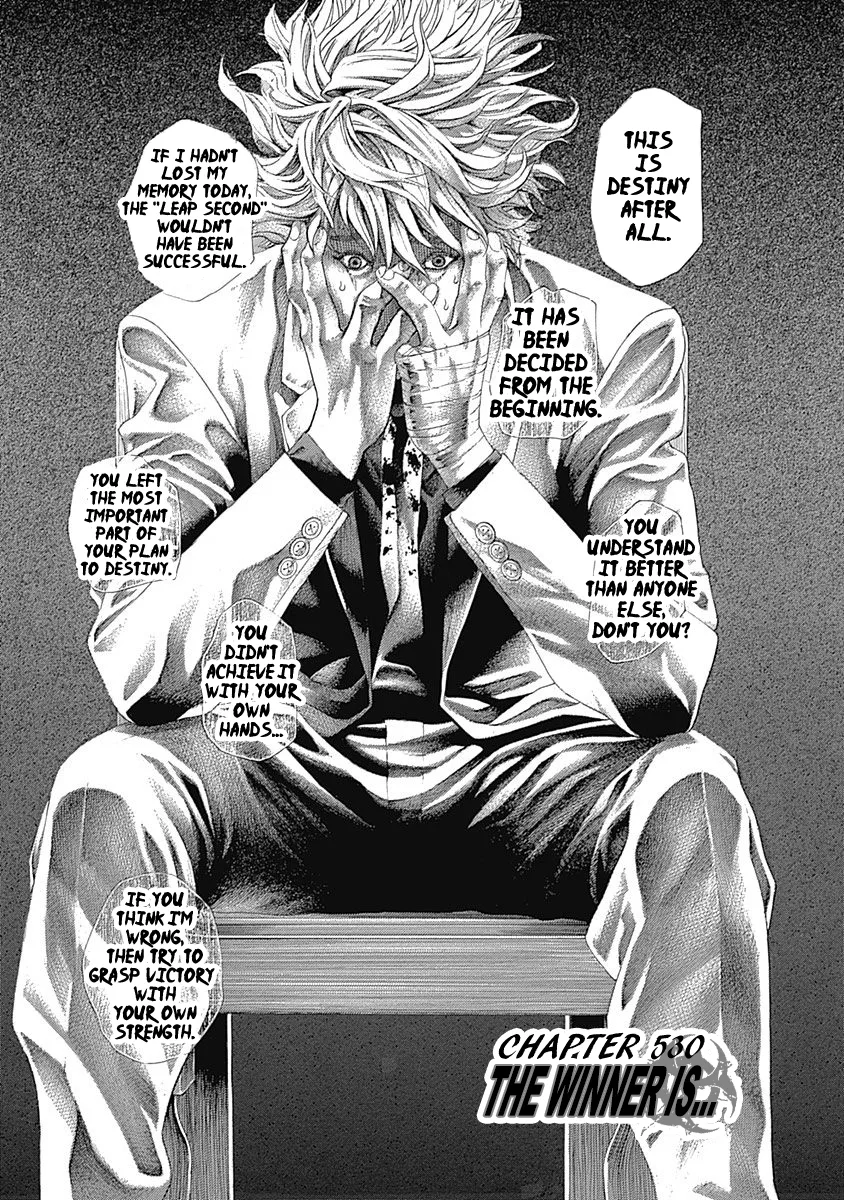 THIS
IS
DESTINY
AFTER
ALL.
IT HAS
BEEN
DECIDED
FROM THE
BEGINNING.
IF I HADN'T
LOST MY
MEMORY TODAY,
THE "LEAP SECOND"
WOULDN'T
HAVE BEEN
SUCCESSFUL.
YOU
UNDERSTAND
IT BETTER
THAN ANYONE
ELSE,
DON'T YOU?
YOU LEFT
THE MOST
IMPORTANT
PART OF
YOUR PLAN
TO DESTINY.
YOU
DIDN'T
ACHIEVE IT
WITH YOUR
OWN
HANDS...
IF YOU
THINK I'M
WRONG,
THEN TRY TO
GRASP VICTORY
WITH
YOUR OWN
STRENGTH.
CHAPTER 530
THE WINNER IS...